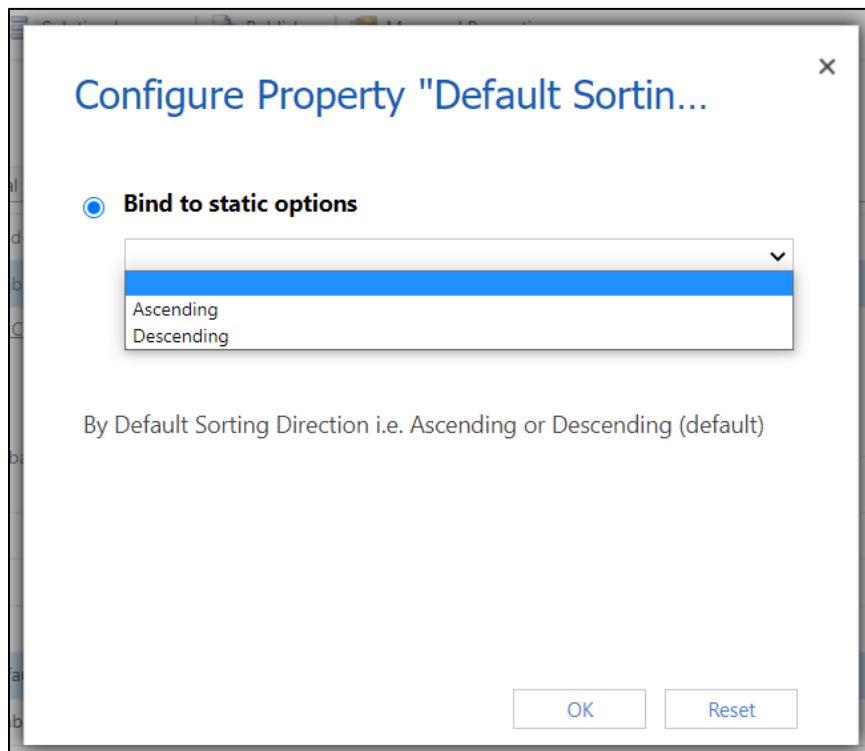 Configure Property "Default Sortin...
Bind to static options
Ascending
Descending
By Default Sorting Direction i.e. Ascending or Descending (default)
OK
Reset